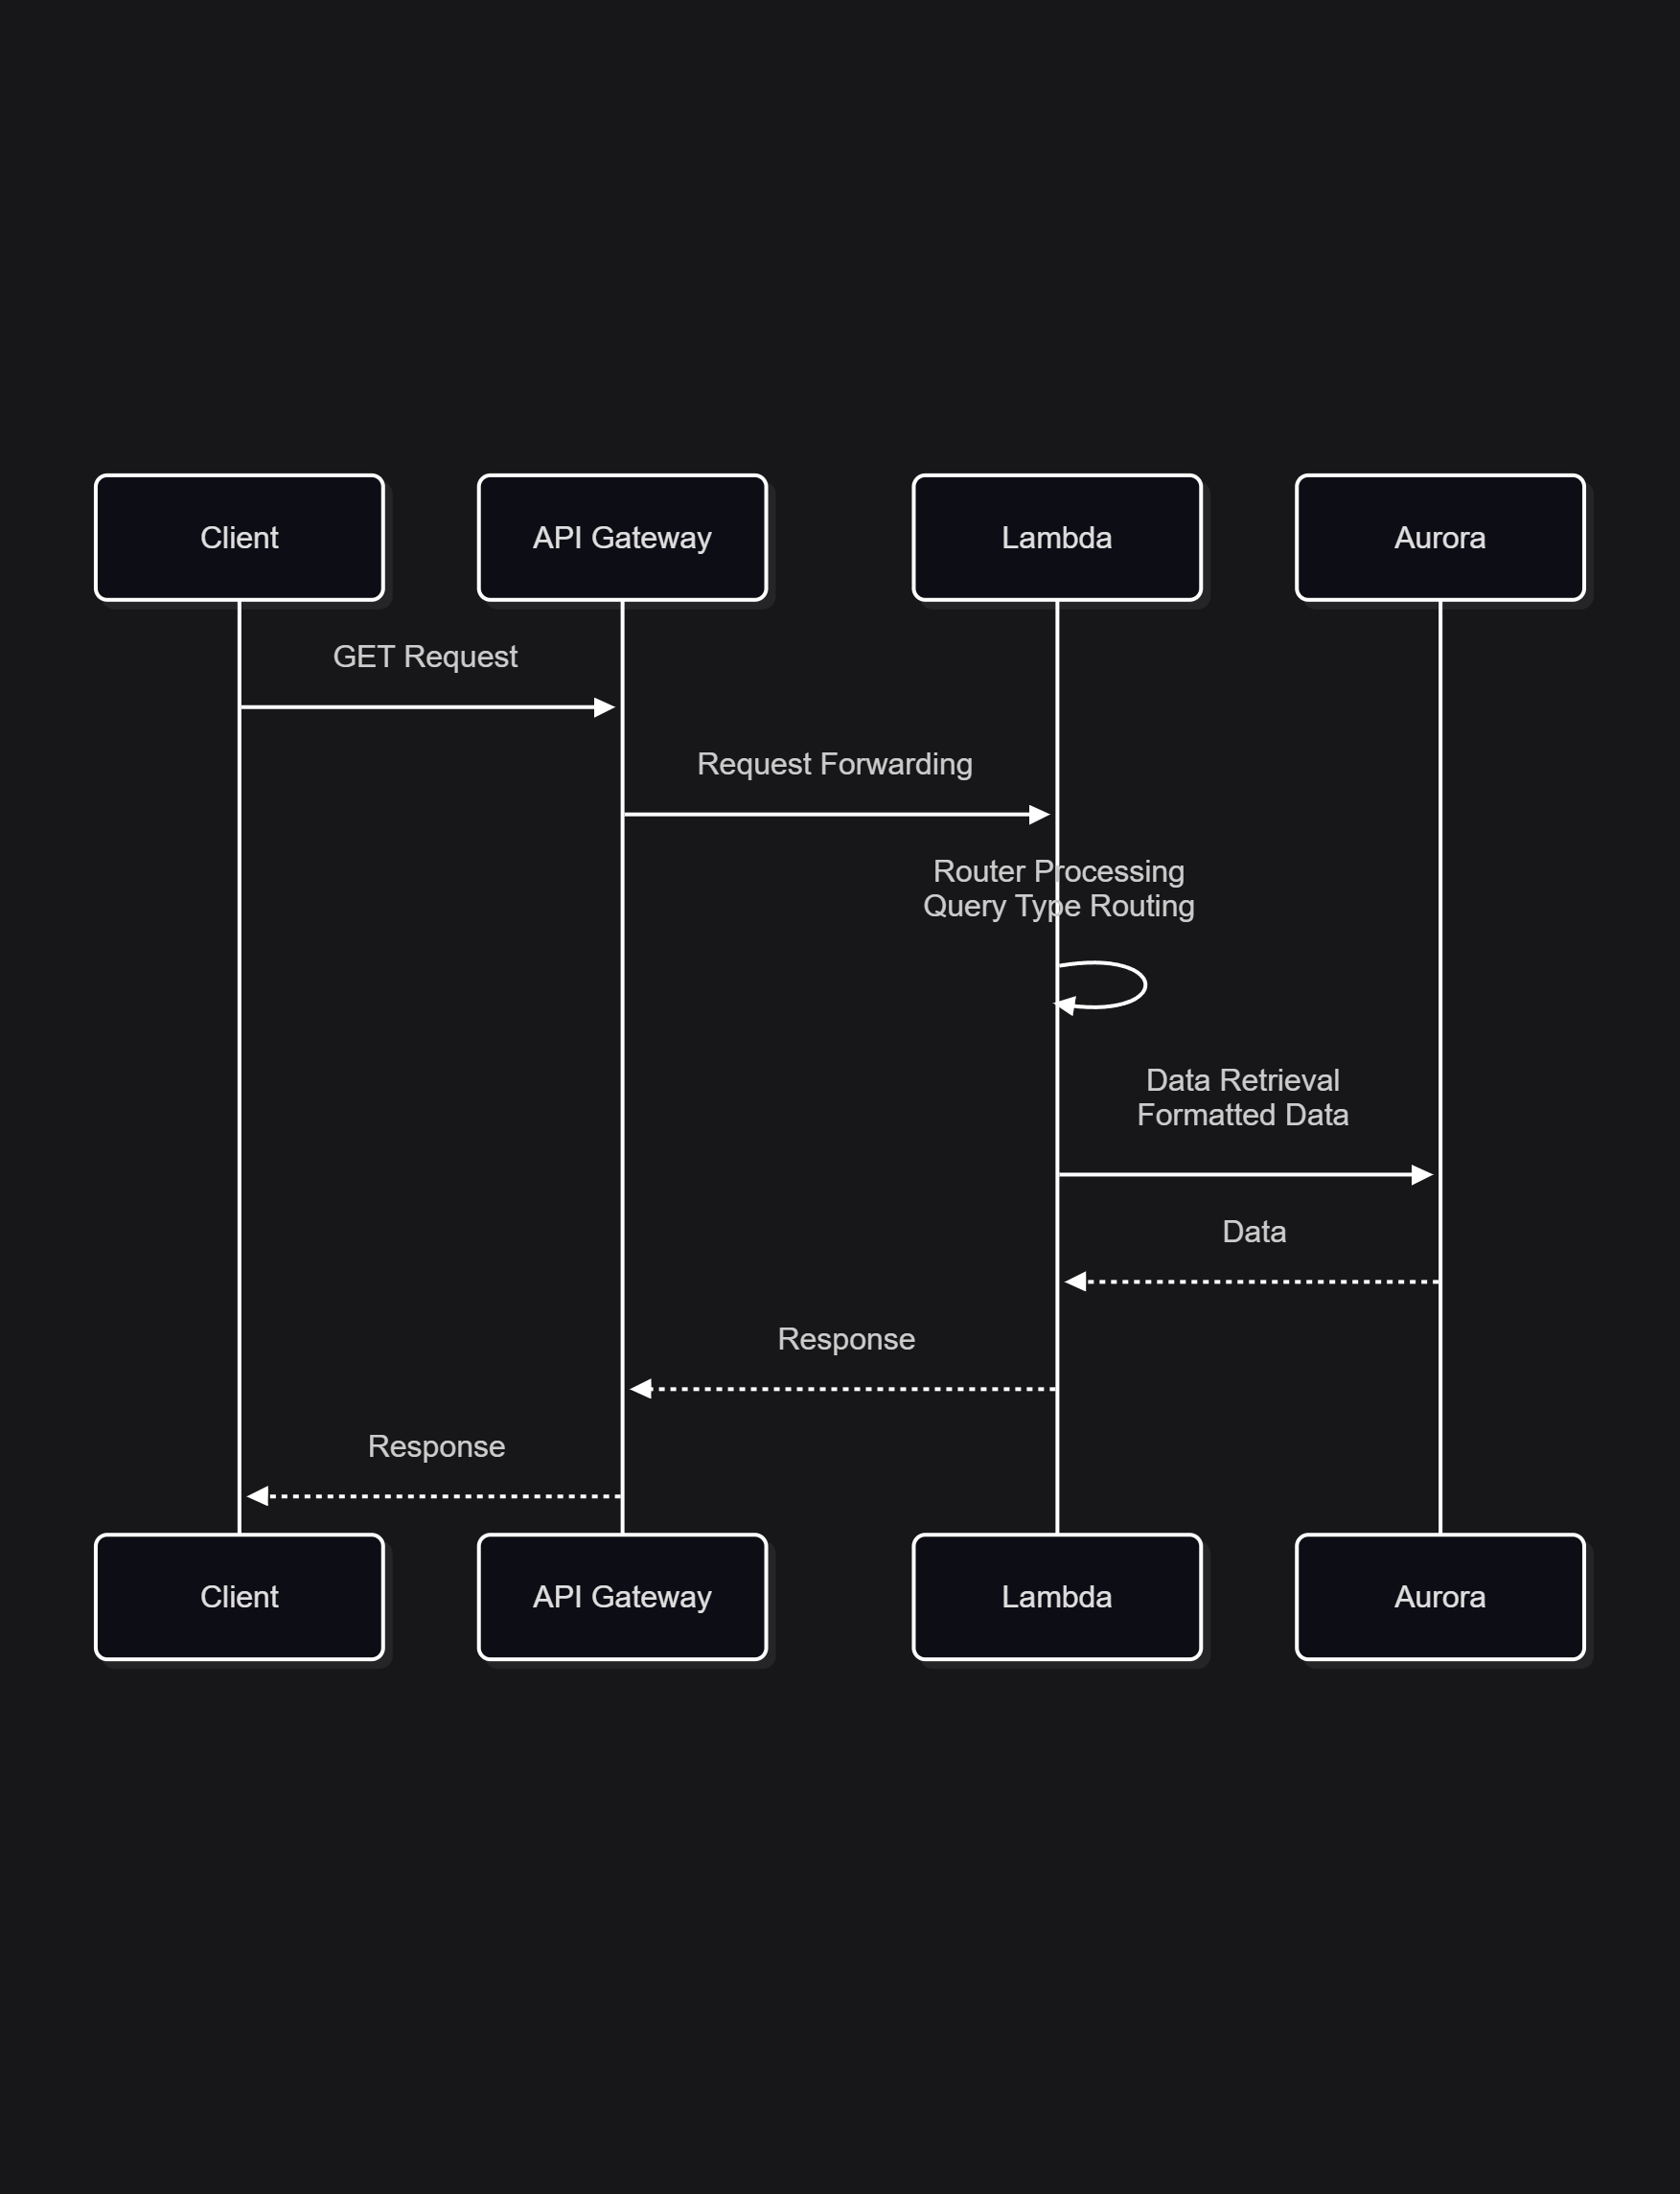 Client
API Gateway
Lambda
Aurora
GET Request
Request Forwarding
Router Processing
Query Type Routing
Data Retrieval
Formatted Data
Data
Response
Response
Client
API Gateway
Lambda
Aurora